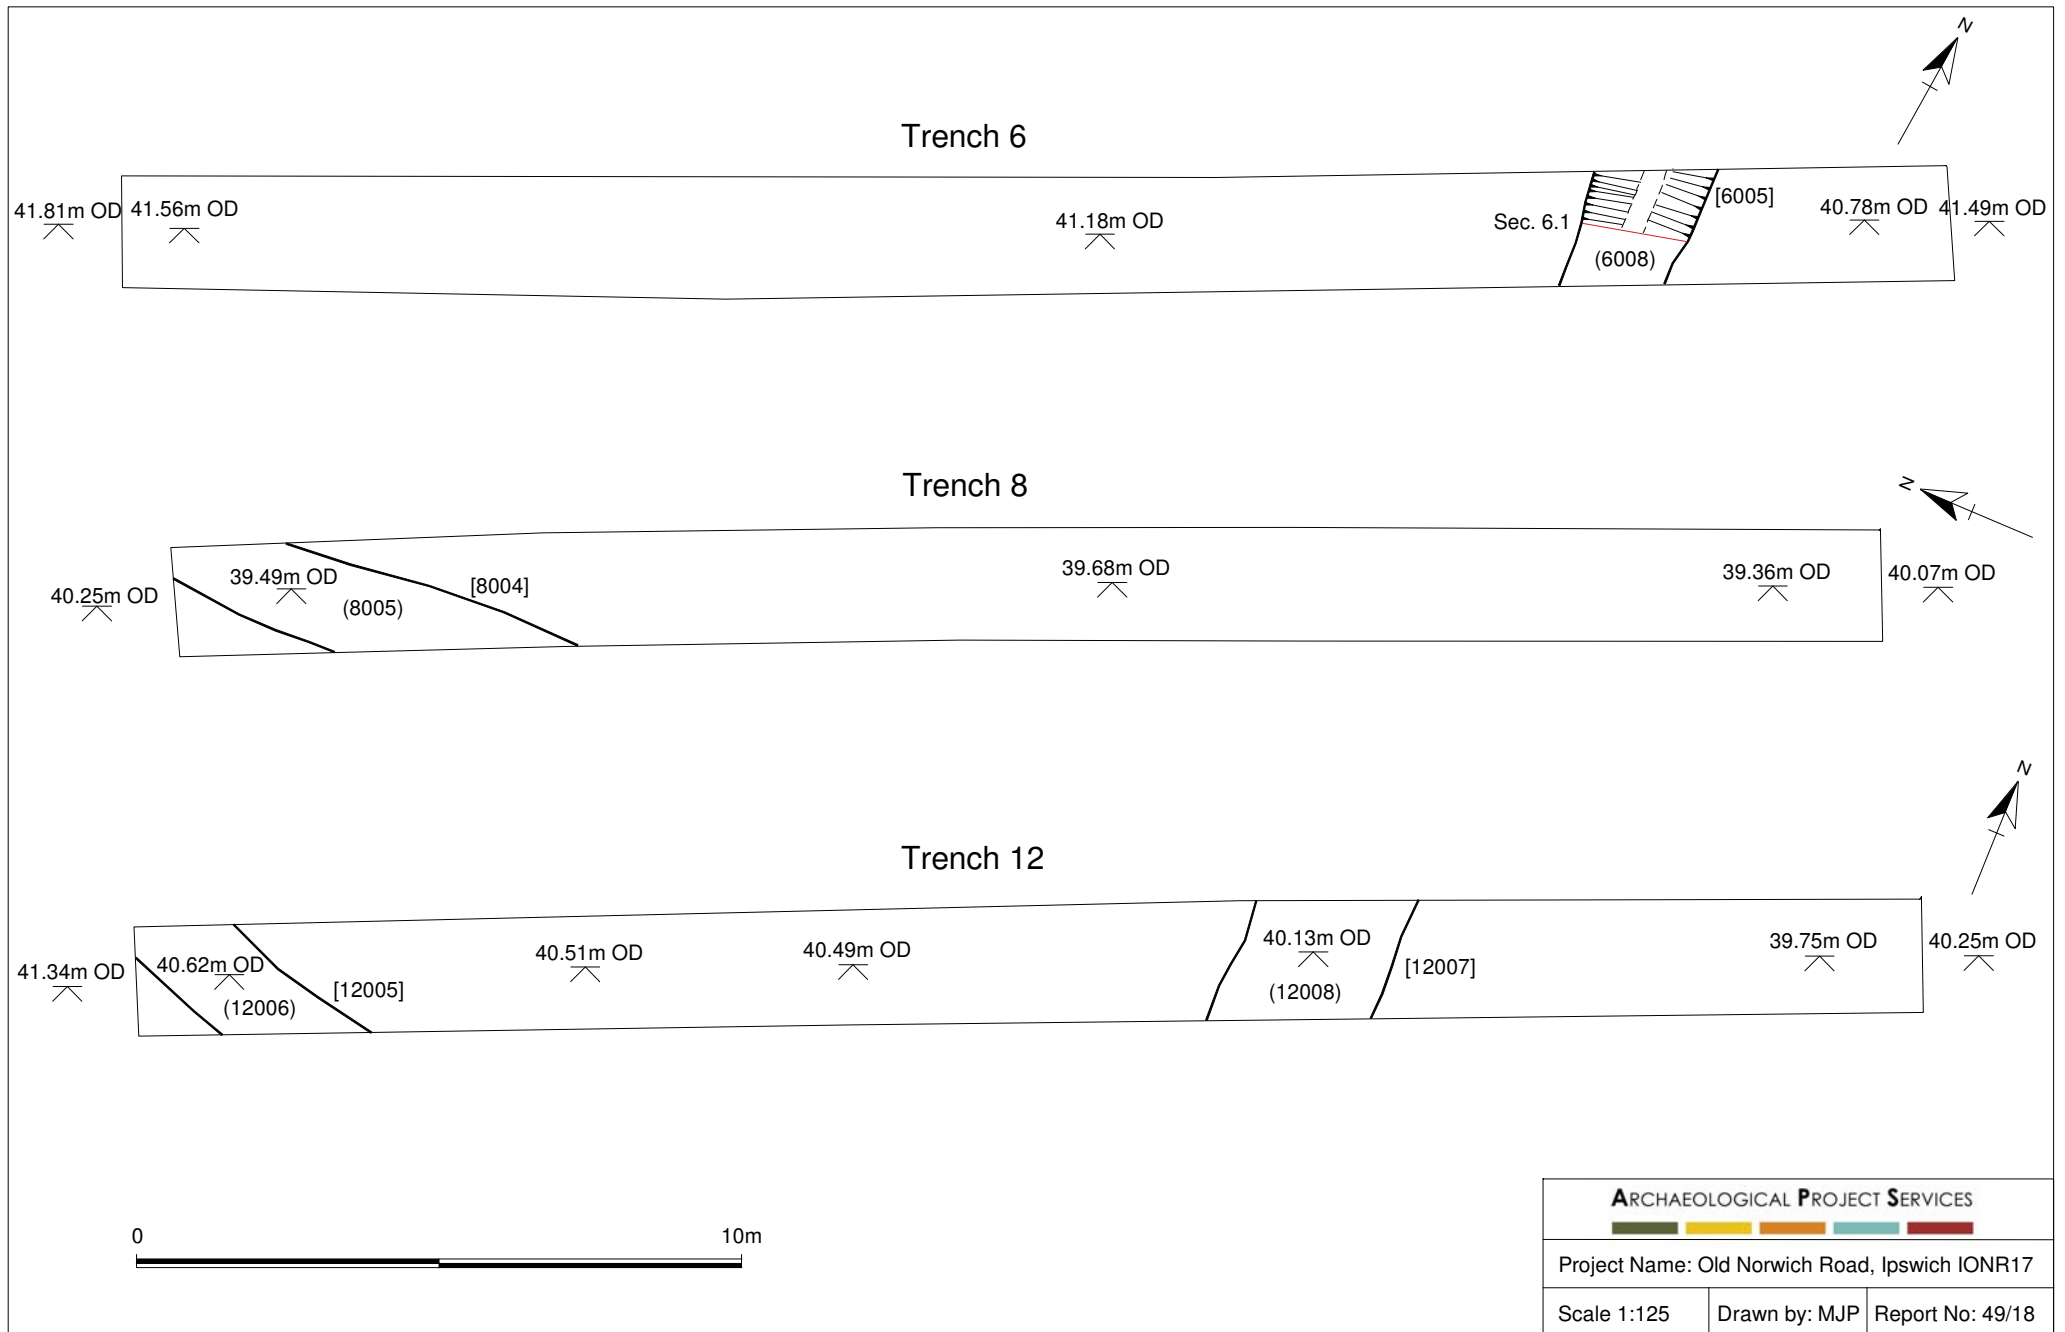 N
Trench 6
41.81m OD 41.56m OD 41.18m OD Sec. 6.1 [6005] 40.78m OD 41.49m OD
(6008)
Trench 8
N
40.25m OD 39.49m OD [8004] 39.68m OD 39.36m OD 40.07m OD
(8005)
N
Trench 12
41.34m OD 40.62m OD 40.51m OD 40.49m OD 40.13m OD [12007] 39.75m OD 40.25m OD
(12006) [12005] (12008)
0 10m
ARCHAEOLOGICAL PROJECT SERVICES
Project Name: Old Norwich Road, Ipswich IONR17
Scale 1:125 Drawn by: MJP Report No: 49/18